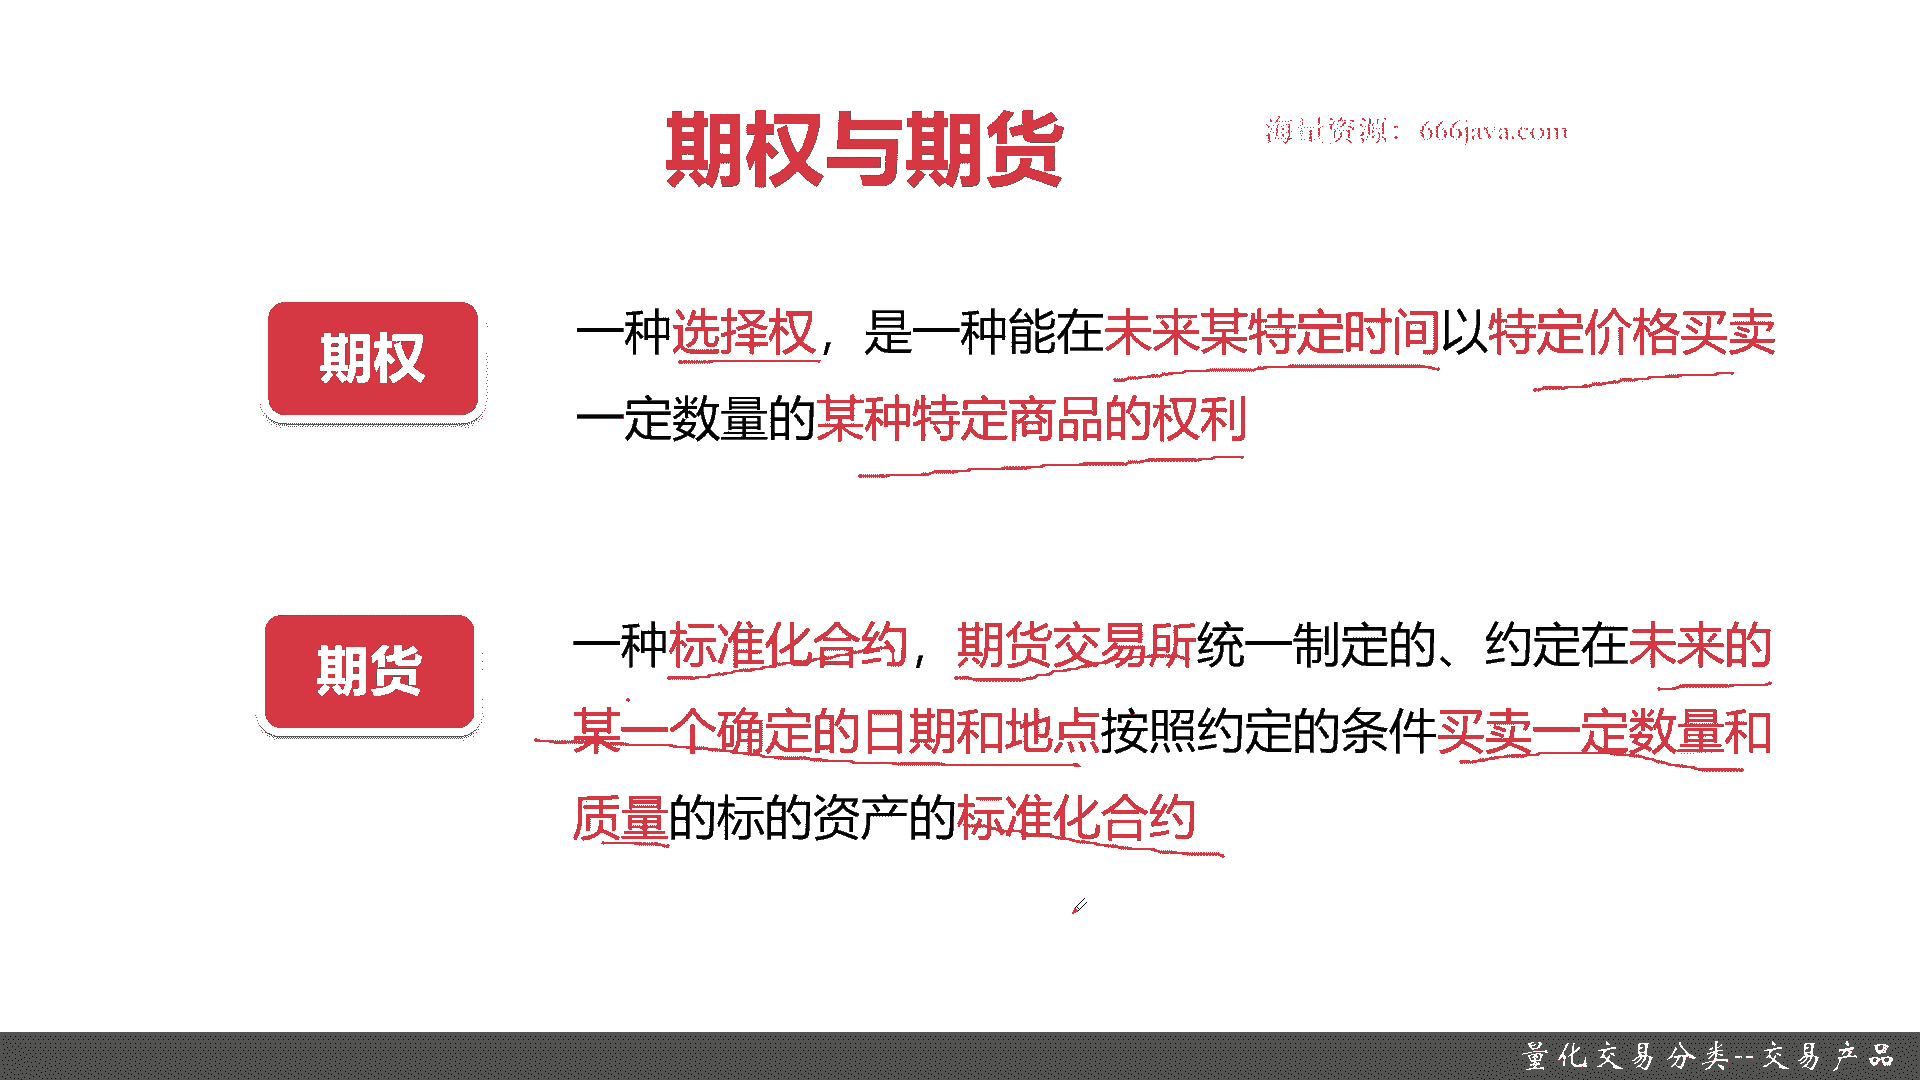 期权与期货
海量资源：666java.com
期权
一种选择权，是一种能在未来某特定时间以特定价格买卖
一定数量的某种特定商品的权利
期货
一种标准化合约，期货交易所统一制定的、约定在未来的
某一个确定的日期和地点按照约定的条件买卖一定数量和
质量的标的资产的标准化合约
量化交易分类--交易产品